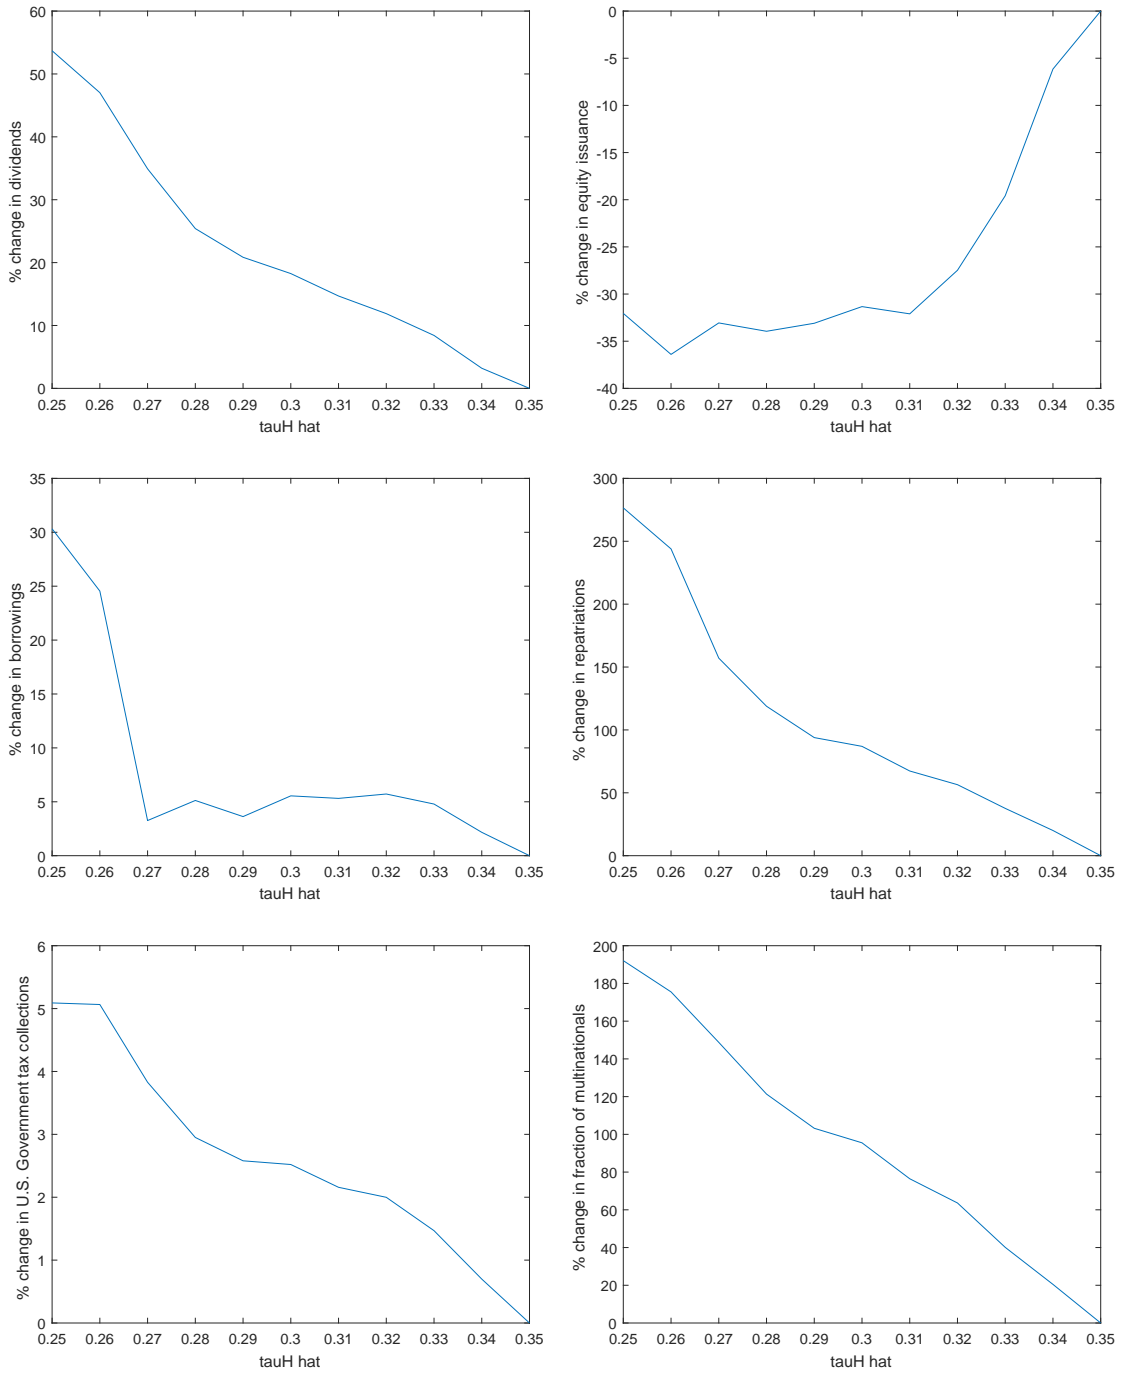 % change in dividends
60
50
40
30
20
10
0
0.25 0.26 0.27 0.28 0.29 0.3 0.31 0.32 0.33 0.34 0.35
tauH hat
% change in equity issuance
0
-5
-10
-15
-20
-25
-30
-35
-40
0.25 0.26 0.27 0.28 0.29 0.3 0.31 0.32 0.33 0.34 0.35
tauH hat
% change in borrowings
35
30
25
20
15
10
5
0
0.25 0.26 0.27 0.28 0.29 0.3 0.31 0.32 0.33 0.34 0.35
tauH hat
% change in repatriations
300
250
200
150
100
50
0
0.25 0.26 0.27 0.28 0.29 0.3 0.31 0.32 0.33 0.34 0.35
tauH hat
% change in U.S. Government tax collections
6
5
4
3
2
1
0
0.25 0.26 0.27 0.28 0.29 0.3 0.31 0.32 0.33 0.34 0.35
tauH hat
% change in fraction of multinationals
200
180
160
140
120
100
80
60
40
20
0
0.25 0.26 0.27 0.28 0.29 0.3 0.31 0.32 0.33 0.34 0.35
tauH hat